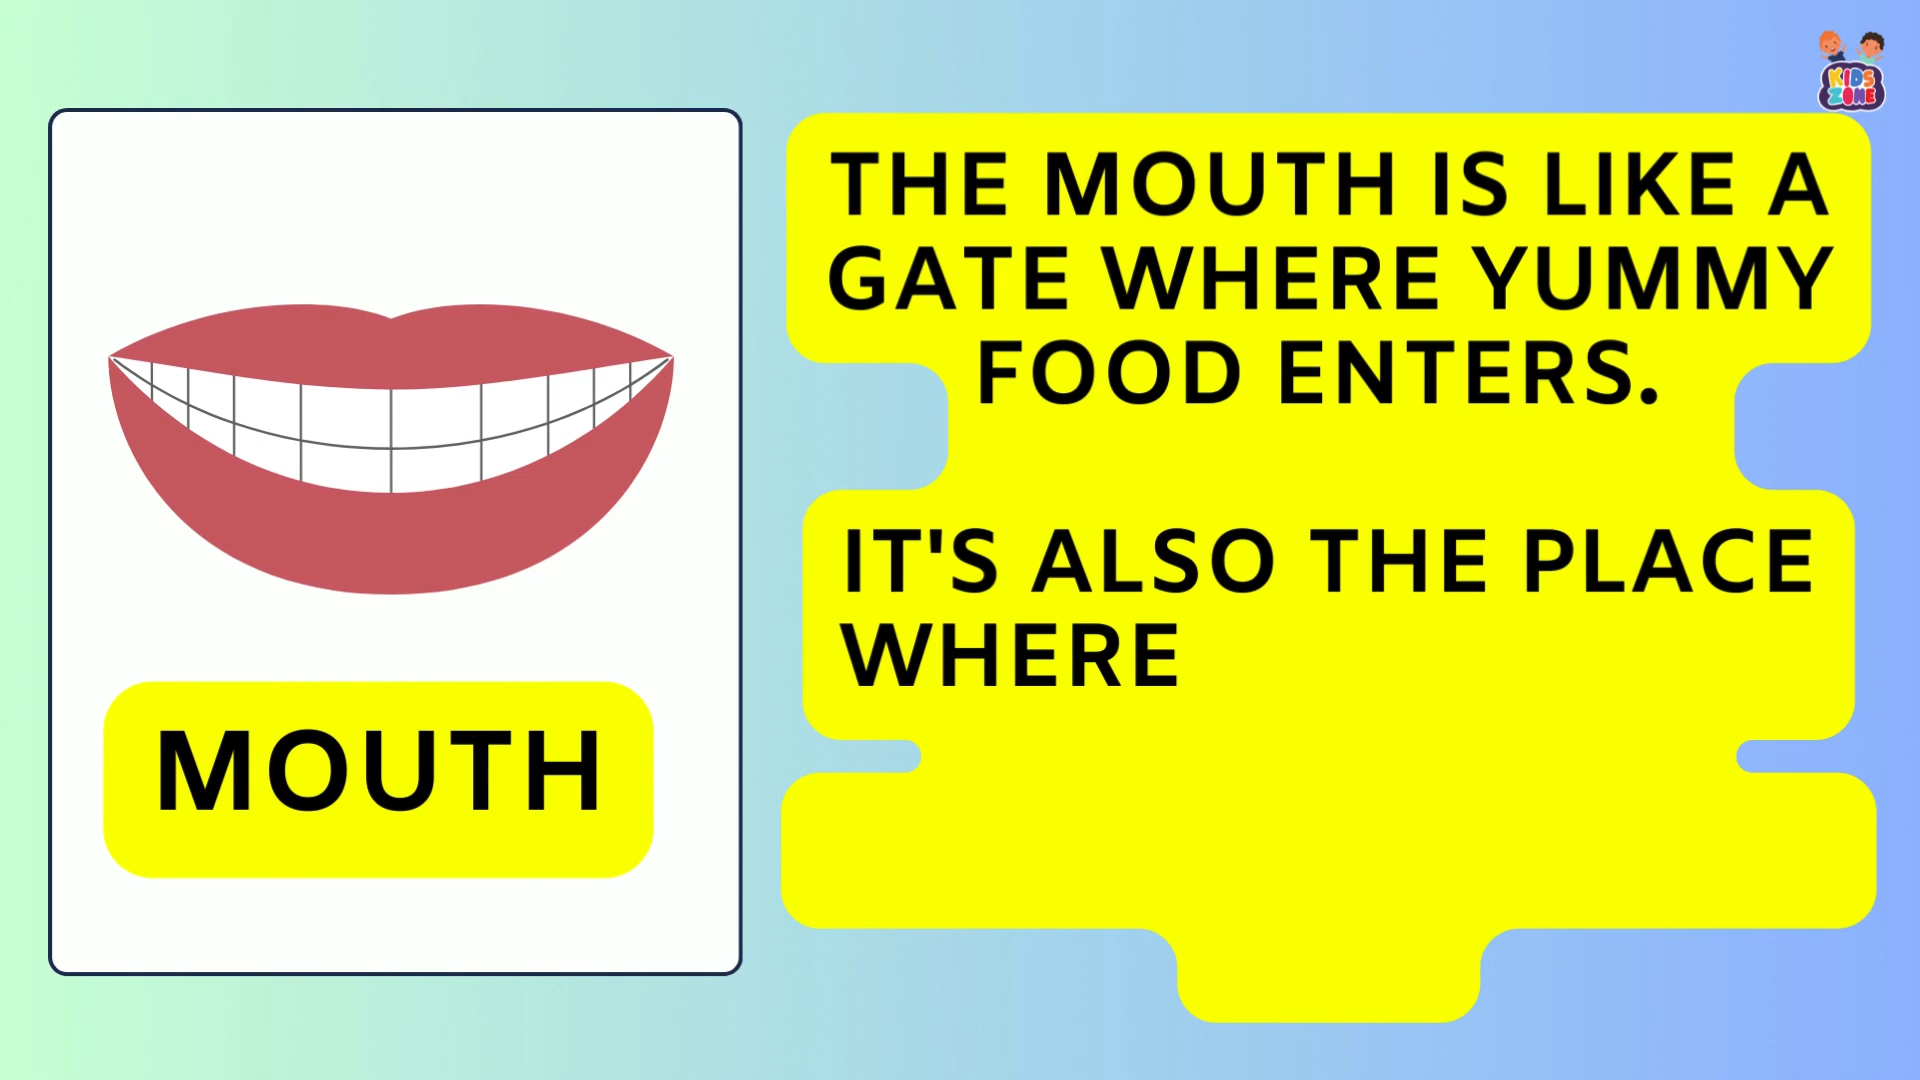 KIDS
ZONE
THE MOUTH IS LIKE A
GATE WHERE YUMMY
FOOD ENTERS.
IT'S ALSO THE PLACE
WHERE
MOUTH